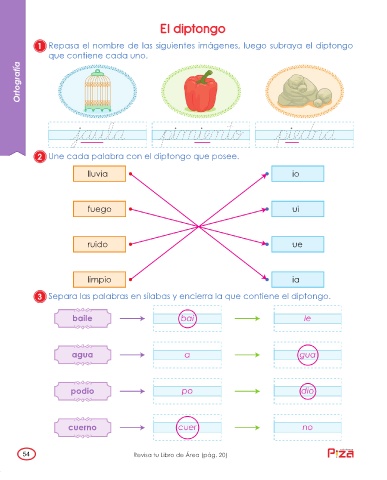 El diptongo
Ortografía
1 Repasa el nombre de las siguientes imágenes, luego subraya el diptongo
que contiene cada uno.
jaula pimiento piedra
2 Une cada palabra con el diptongo que posee.
lluvia io
fuego ui
ruido ue
limpio ia
3 Separa las palabras en sílabas y encierra la que contiene el diptongo.
baile bai le
agua a gua
podio po dio
cuerno cuer no
54 Revisa tu Libro de Área (pág. 20) Piza